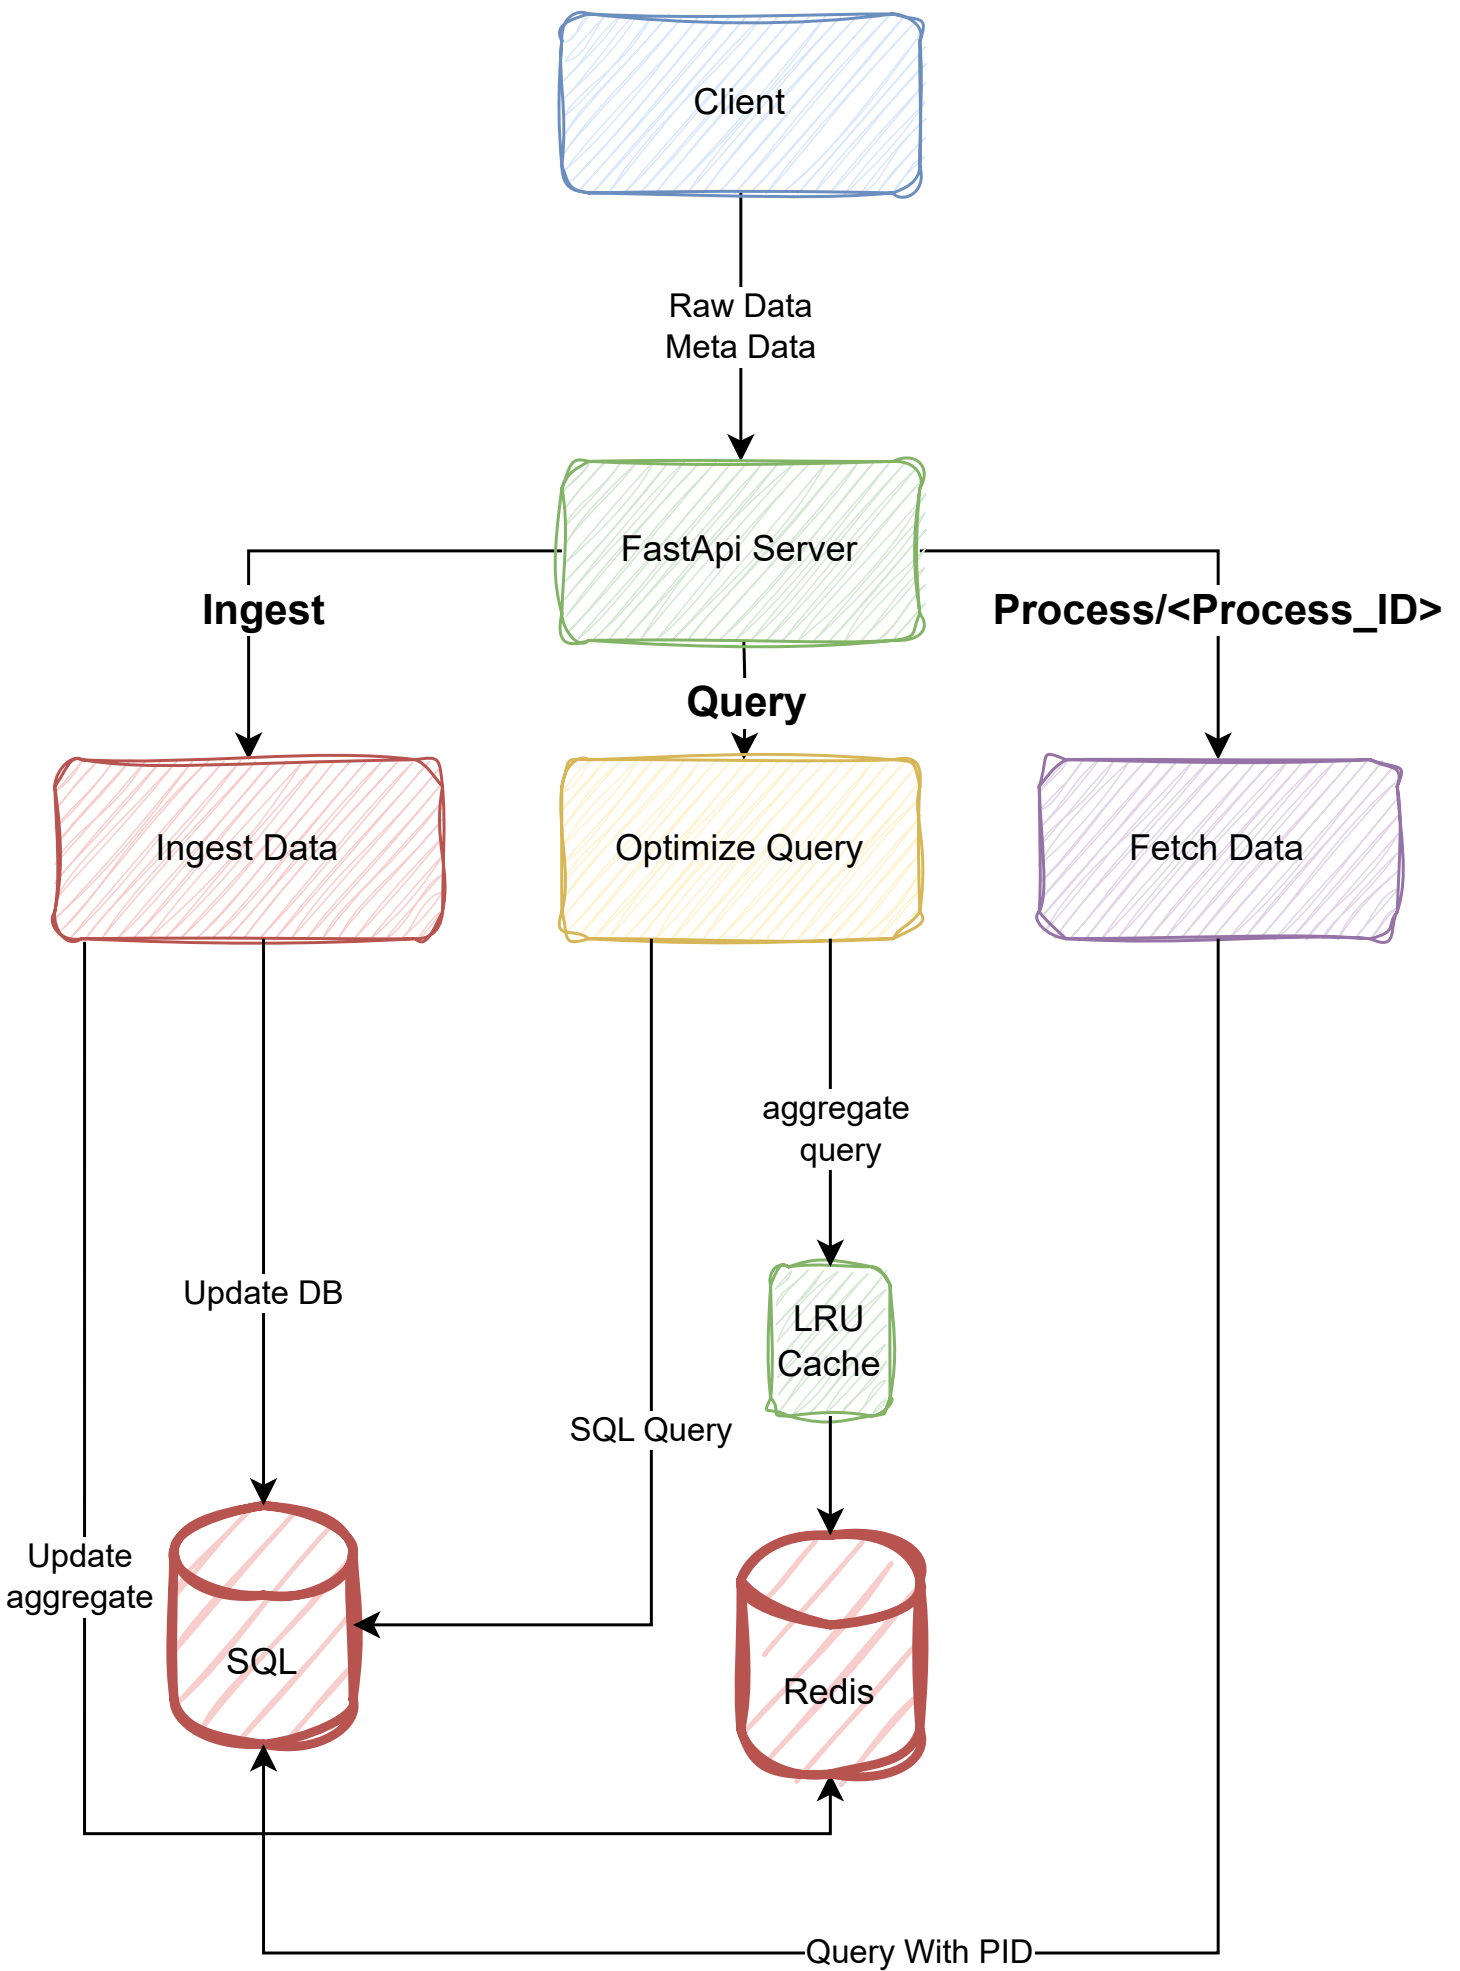 Client
Raw Data
Meta Data
FastApi Server
Ingest
Process/<Process_ID>
Query
Ingest Data
Optimize Query
Fetch Data
aggregate
query
Update DB
LRU
Cache
SQL Query
Update
aggregate
SQL
Redis
Query With PID